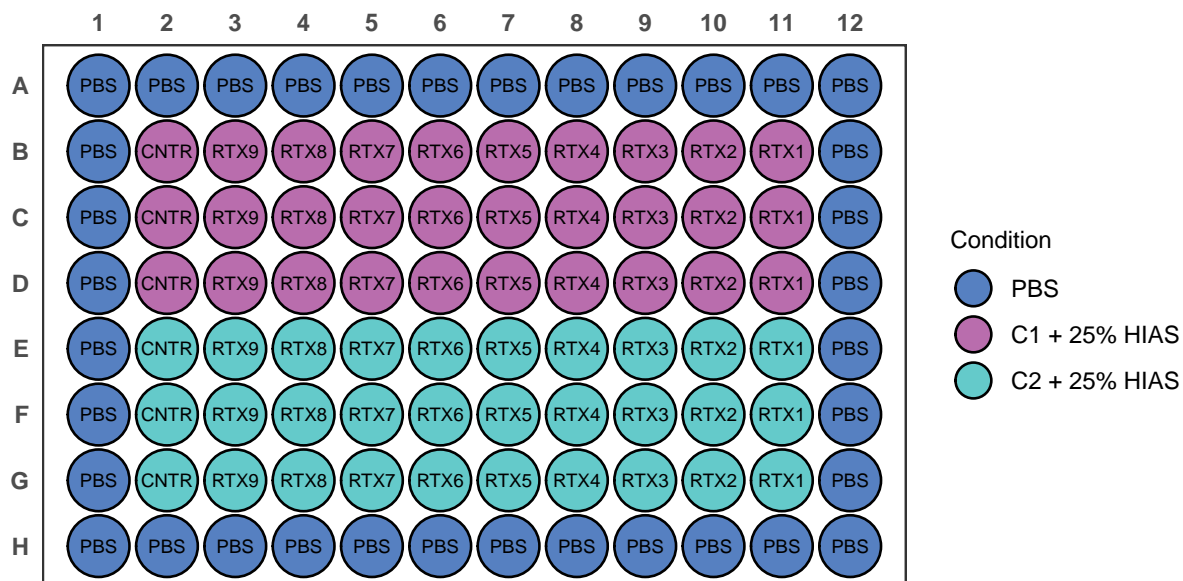 1 2 3 4 5 6 7 8 9 10 11 12
A PBS PBS PBS PBS PBS PBS PBS PBS PBS PBS PBS PBS
B PBS CNTR RTX9 RTX8 RTX7 RTX6 RTX5 RTX4 RTX3 RTX2 RTX1 PBS
C PBS CNTR RTX9 RTX8 RTX7 RTX6 RTX5 RTX4 RTX3 RTX2 RTX1 PBS
D PBS CNTR RTX9 RTX8 RTX7 RTX6 RTX5 RTX4 RTX3 RTX2 RTX1 PBS
E PBS CNTR RTX9 RTX8 RTX7 RTX6 RTX5 RTX4 RTX3 RTX2 RTX1 PBS
F PBS CNTR RTX9 RTX8 RTX7 RTX6 RTX5 RTX4 RTX3 RTX2 RTX1 PBS
G PBS CNTR RTX9 RTX8 RTX7 RTX6 RTX5 RTX4 RTX3 RTX2 RTX1 PBS
H PBS PBS PBS PBS PBS PBS PBS PBS PBS PBS PBS PBS
Condition
PBS
C1 + 25% HIAS
C2 + 25% HIAS